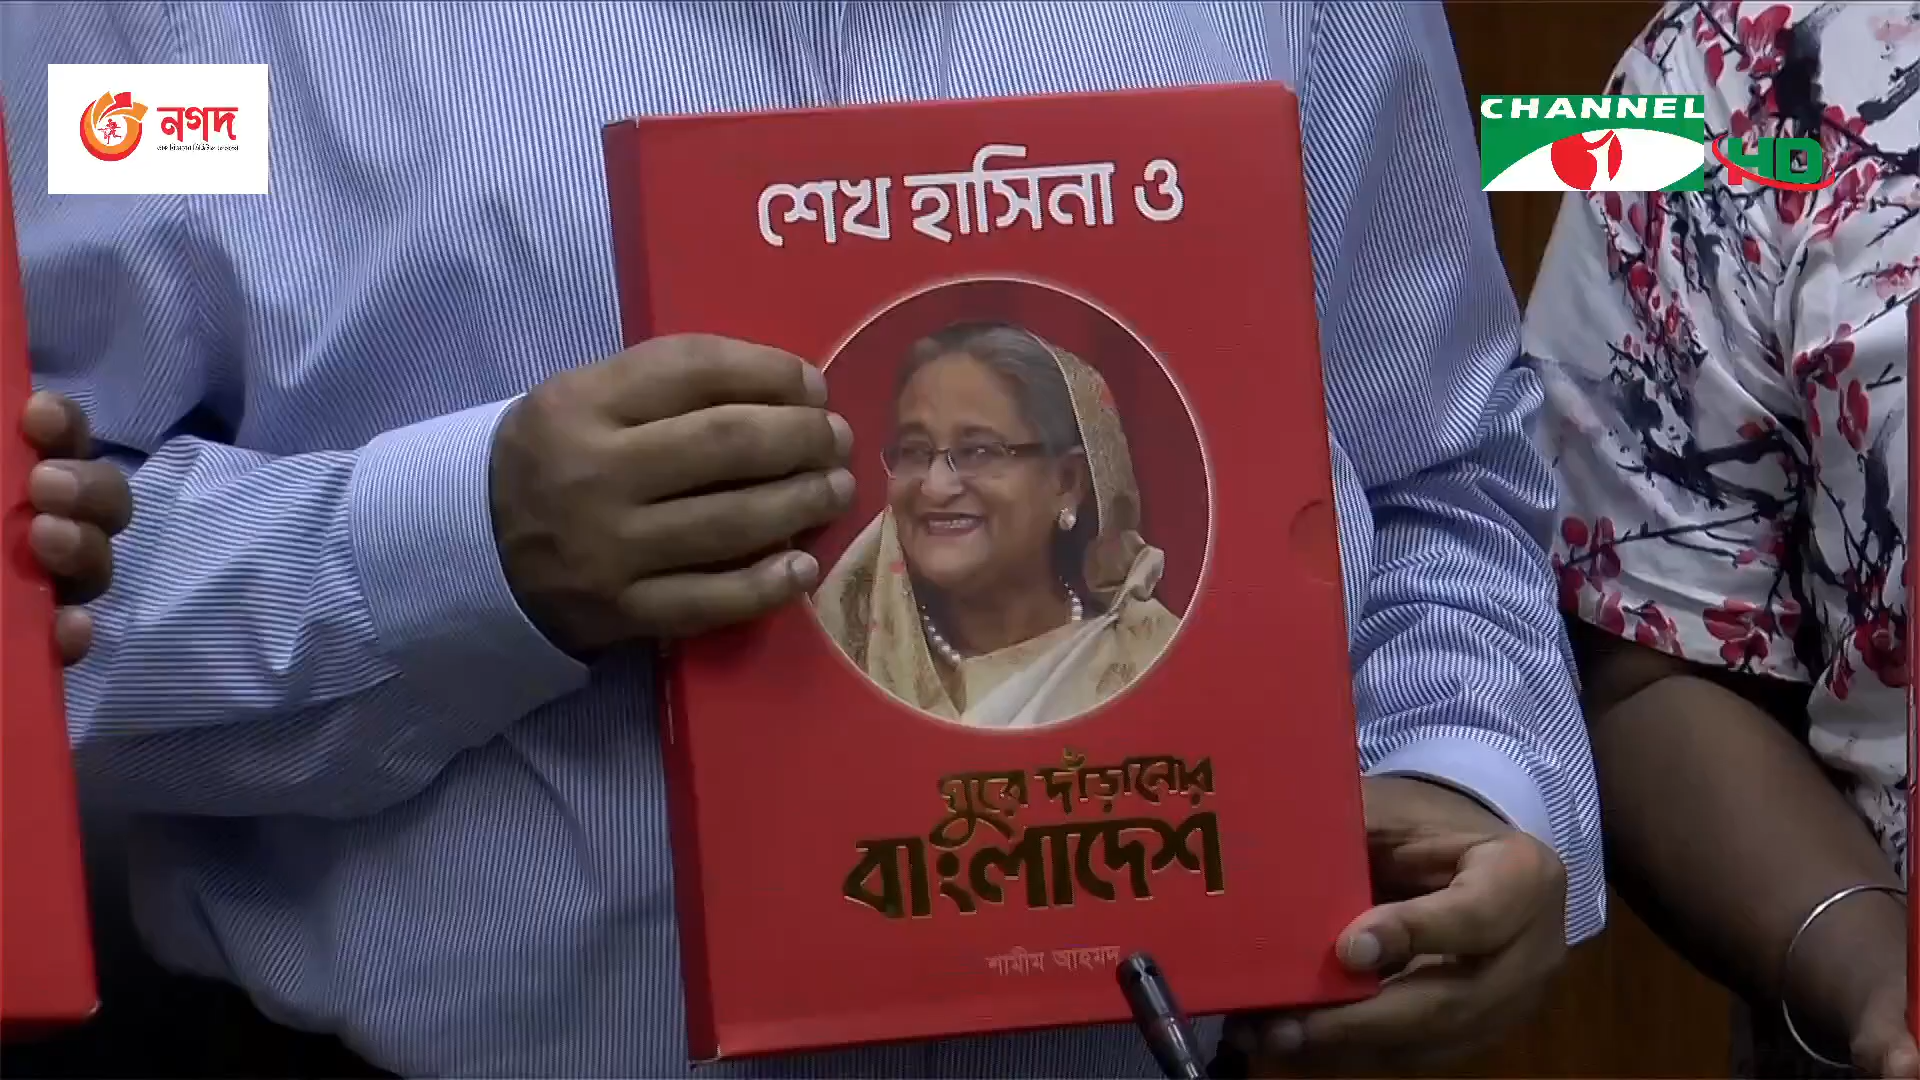 নগদ
CHANNEL
HD
শেখ হাসিনা ও
ঘুরে দাঁড়ানোর
বাংলাদেশ
শামীম আহমদ